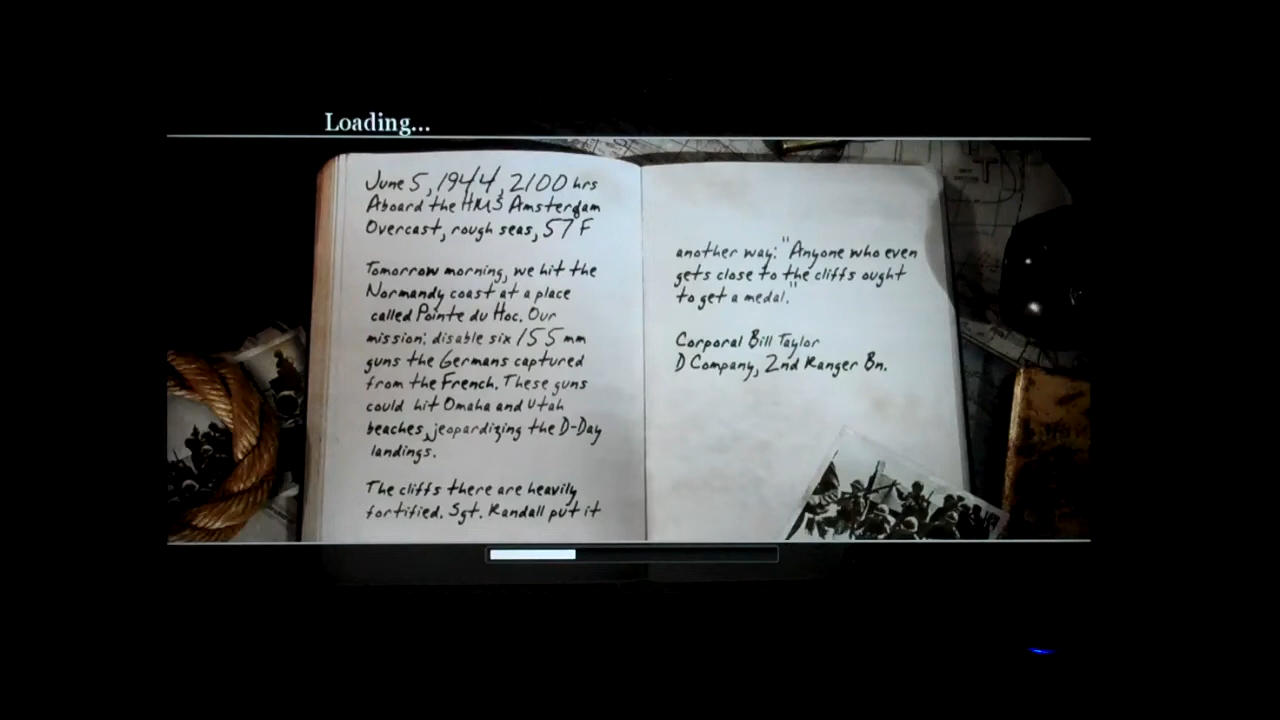 Loading...
June 5, 1944, 2100 hrs
Aboard the HMS Amsterdam
Overcast, rough seas, 57 F
Tomorrow morning, we hit the
Normandy coast at a place
called Pointe du Hoc. Our
mission: disable six 155 mm
guns the Germans captured
from the French. These guns
could hit Omaha and Utah
beaches, jeopardizing the D-Day
landings.
The cliffs there are heavily
fortified. Sgt. Randall put it
another way: "Anyone who even
gets close to the cliffs ought
to get a medal."
Corporal Bill Taylor
D Company, 2nd Ranger Bn.